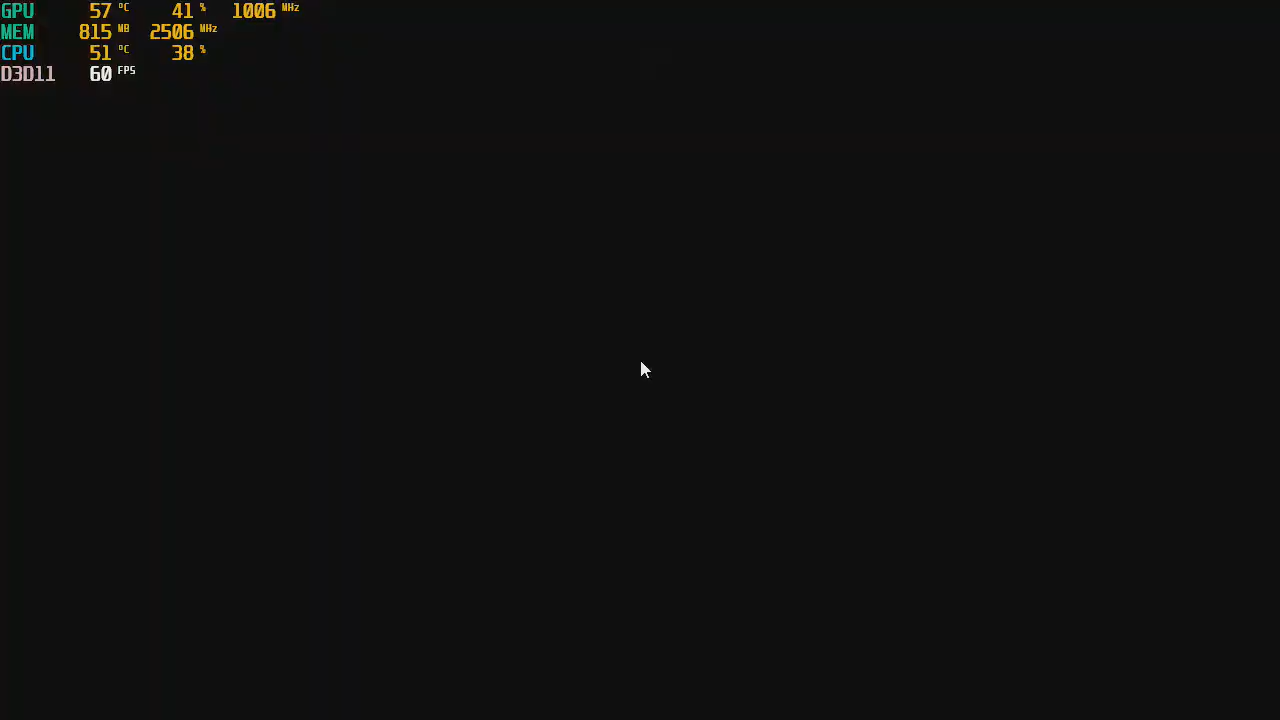 GPU 57 °C 41 % 1006 MHz
MEM 815 MB 2506 MHz
CPU 51 °C 38 %
D3D11 60 FPS